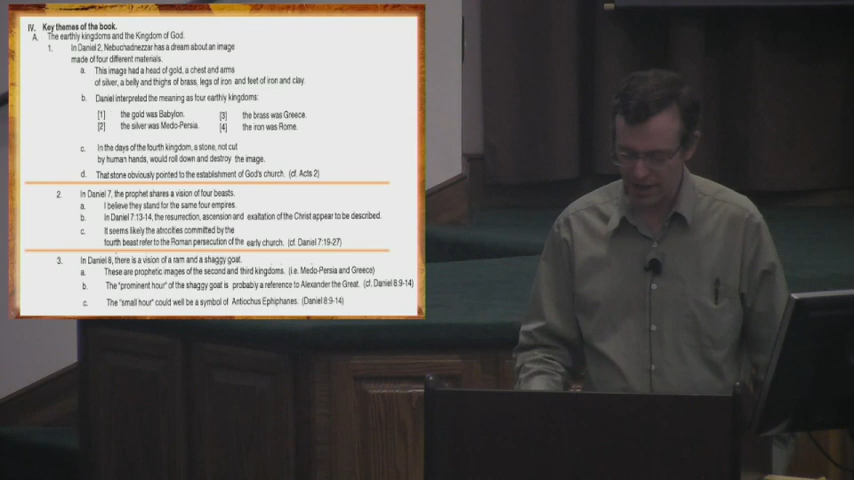 IV. Key themes of the book.
A. The earthly kingdoms and the Kingdom of God.
1. In Daniel 2, Nebuchadnezzar has a dream about an image
made of four different materials.
a. This image had a head of gold, a chest and arms
of silver, a belly and thighs of brass, legs of iron and feet of iron and clay.
b. Daniel interpreted the meaning as four earthly kingdoms:
[1] the gold was Babylon. [3] the brass was Greece.
[2] the silver was Medo-Persia. [4] the iron was Rome.
c. In the days of the fourth kingdom, a stone, not cut
by human hands, would roll down and destroy the image.
d. That stone obviously pointed to the establishment of God's church. (cf. Acts 2)
2. In Daniel 7, the prophet shares a vision of four beasts.
a. I believe they stand for the same four empires.
b. In Daniel 7:13-14, the resurrection, ascension and exaltation of the Christ appear to be described.
c. It seems likely the atrocities committed by the
fourth beast refer to the Roman persecution of the early church. (cf. Daniel 7:19-27)
3. In Daniel 8, there is a vision of a ram and a shaggy goat.
a. These are prophetic images of the second and third kingdoms. (i.e. Medo-Persia and Greece)
b. The "prominent hour" of the shaggy goat is probably a reference to Alexander the Great. (cf. Daniel 8:9-14)
c. The "small hour" could well be a symbol of Antiochus Ephiphanes. (Daniel 8:9-14)